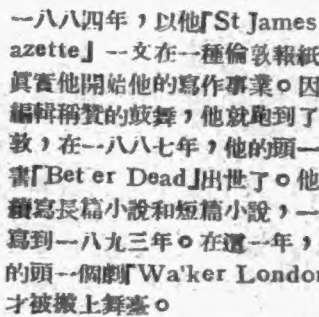 一八八四年，以他『St James
azette』一文在一種倫敦報紙
眞實他開始他的寫作事業。因
編輯稱贊的鼓舞，他就跑到了
敦，在一八八七年，他的頭一
書『Bet er Dead』出世了。他
續寫長篇小說和短篇小說，一
寫到一八九三年。在這一年，
的頭一個劇『Wa'ker London
才被搬上舞臺。